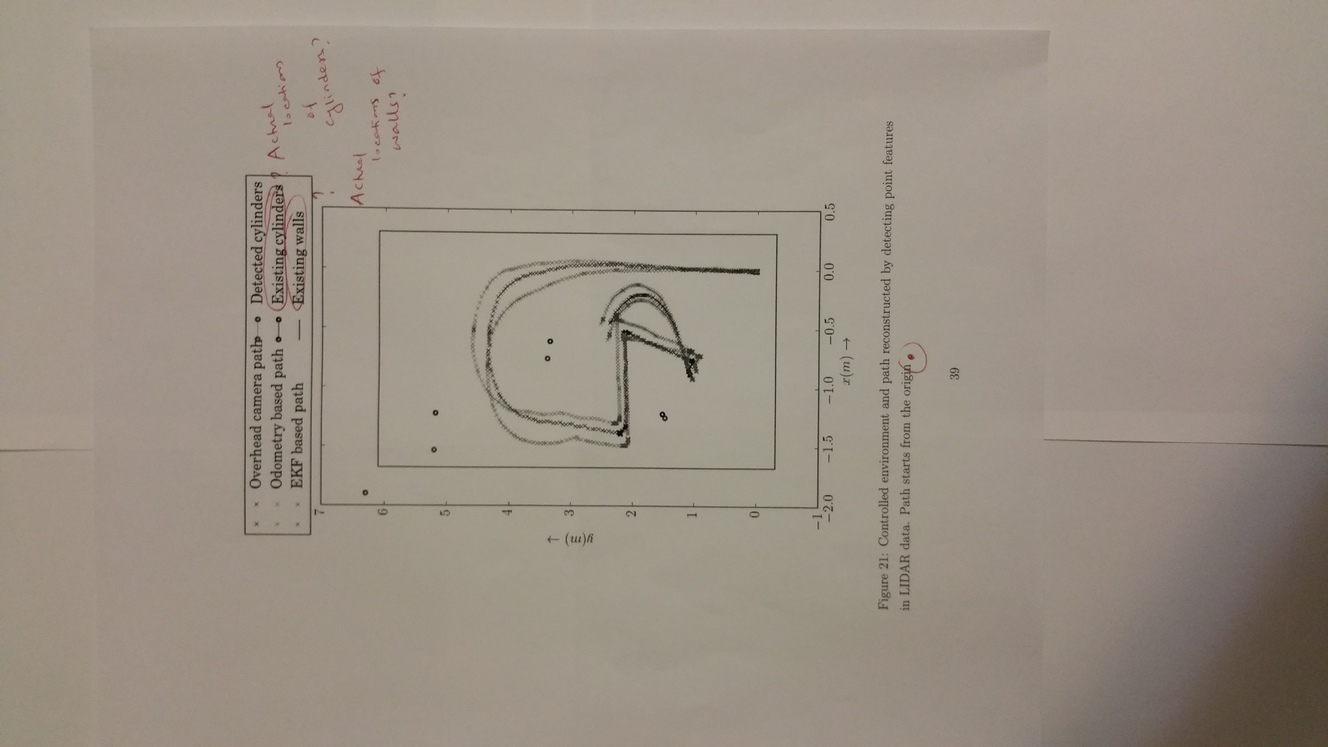 × × Overhead camera path Detected cylinders
× × Odometry based path Existing cylinders ?
× × EKF based path — Existing walls ?
Actual
locations
of
cylinders?
Actual
locations of
walls?
7
6
5
4
3
2
1
0
−1
y(m) →
−2.0 −1.5 −1.0 −0.5 0.0 0.5
x(m) →
Figure 21: Controlled environment and path reconstructed by detecting point features
in LIDAR data. Path starts from the origin.
39